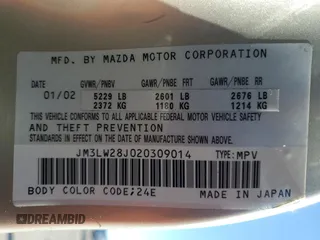 MFD. BY MAZDA MOTOR CORPORATION
01/02 GVWR/PNBV GAWR/PNBE FR GAWR/PNBE RR
5229 LB 2601 LB 2676 LB
2372 KG 1180 KG 1214 KG
THIS VEHICLE CONFORMS TO ALL APPLICABLE FEDERAL MOTOR VEHICLE SAFETY
AND THEFT PREVENTION
STANDARDS IN EFFECT ON THE DATE OF MANUFACTURE SHOWN ABOVE.
JM3LW28J020309014 TYPE:MPV
BODY COLOR CODE;24E MADE IN JAPAN
DREAMBID